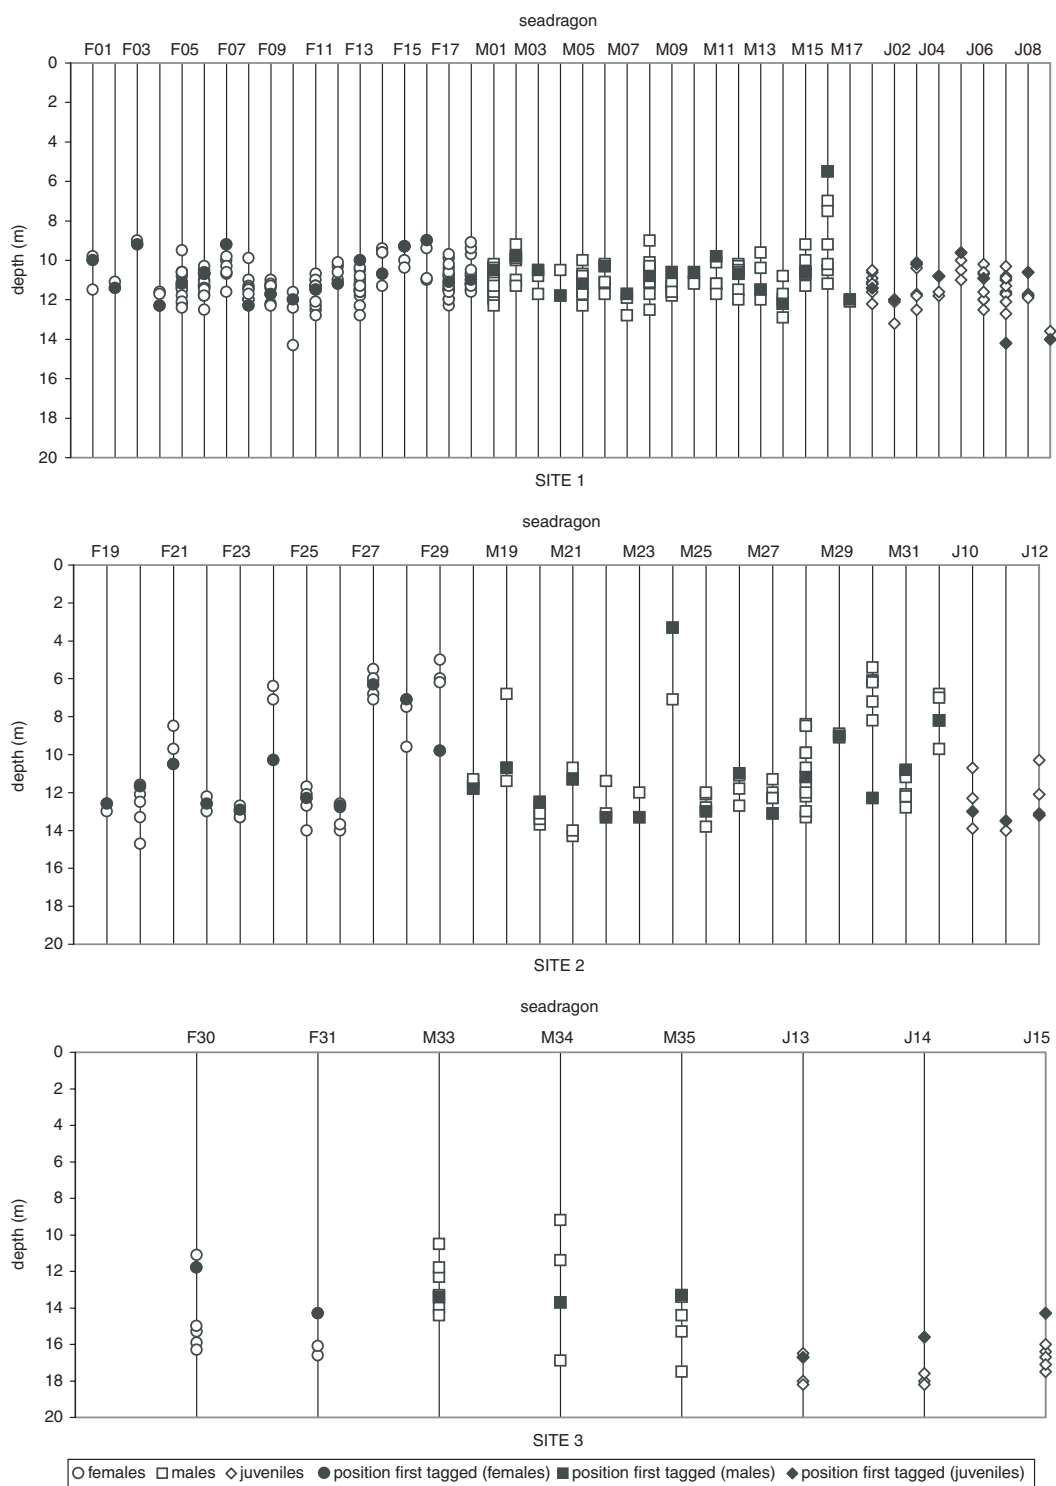 seadragon
F01 F03 F05 F07 F09 F11 F13 F15 F17 M01 M03 M05 M07 M09 M11 M13 M15 M17 J02 J04 J06 J08
0
2
4
6
8
10
12
14
16
18
20
depth (m)
SITE 1
seadragon
F19 F21 F23 F25 F27 F29 M19 M21 M23 M25 M27 M29 M31 J10 J12
0
2
4
6
8
10
12
14
16
18
20
depth (m)
SITE 2
seadragon
F30 F31 M33 M34 M35 J13 J14 J15
0
2
4
6
8
10
12
14
16
18
20
depth (m)
SITE 3
females males juveniles position first tagged (females) position first tagged (males) position first tagged (juveniles)